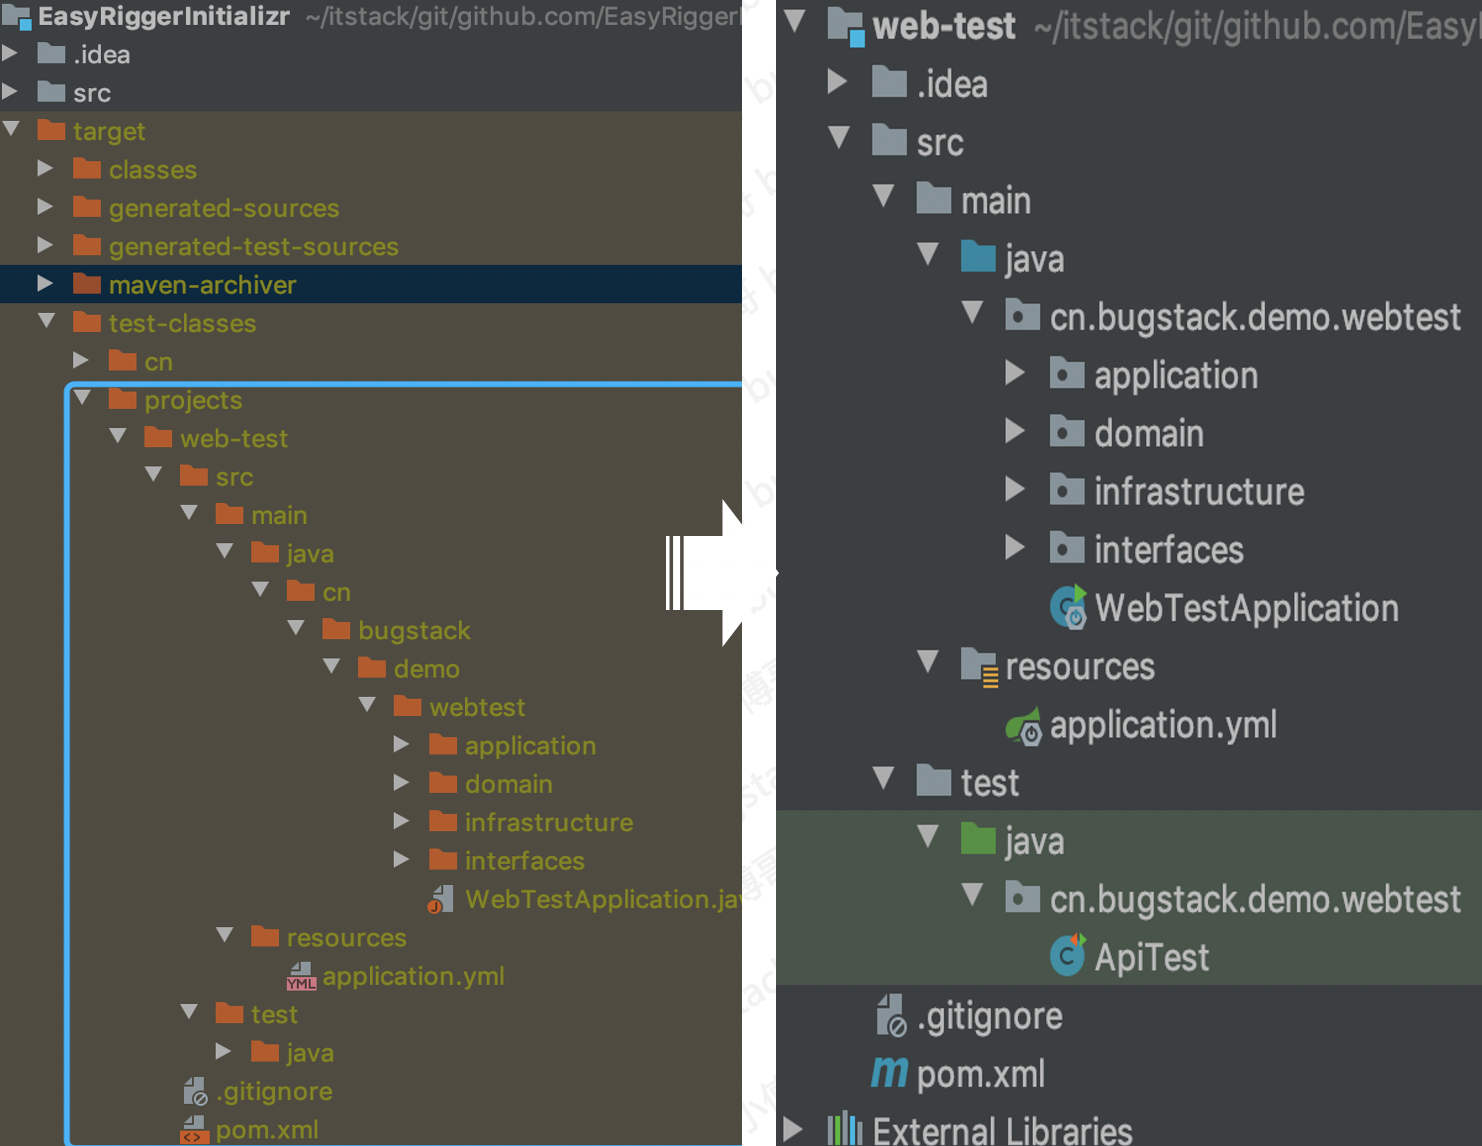 EasyRiggerInitializr ~/itstack/git/github.com/EasyRigger
.idea
src
target
classes
generated-sources
generated-test-sources
maven-archiver
test-classes
cn
projects
web-test
src
main
java
cn
bugstack
demo
webtest
application
domain
infrastructure
interfaces
WebTestApplication.jav
resources
YML application.yml
test
java
.gitignore
pom.xml
web-test ~/itstack/git/github.com/Easy
.idea
src
main
java
cn.bugstack.demo.webtest
application
domain
infrastructure
interfaces
WebTestApplication
resources
application.yml
test
java
cn.bugstack.demo.webtest
ApiTest
.gitignore
pom.xml
External Libraries